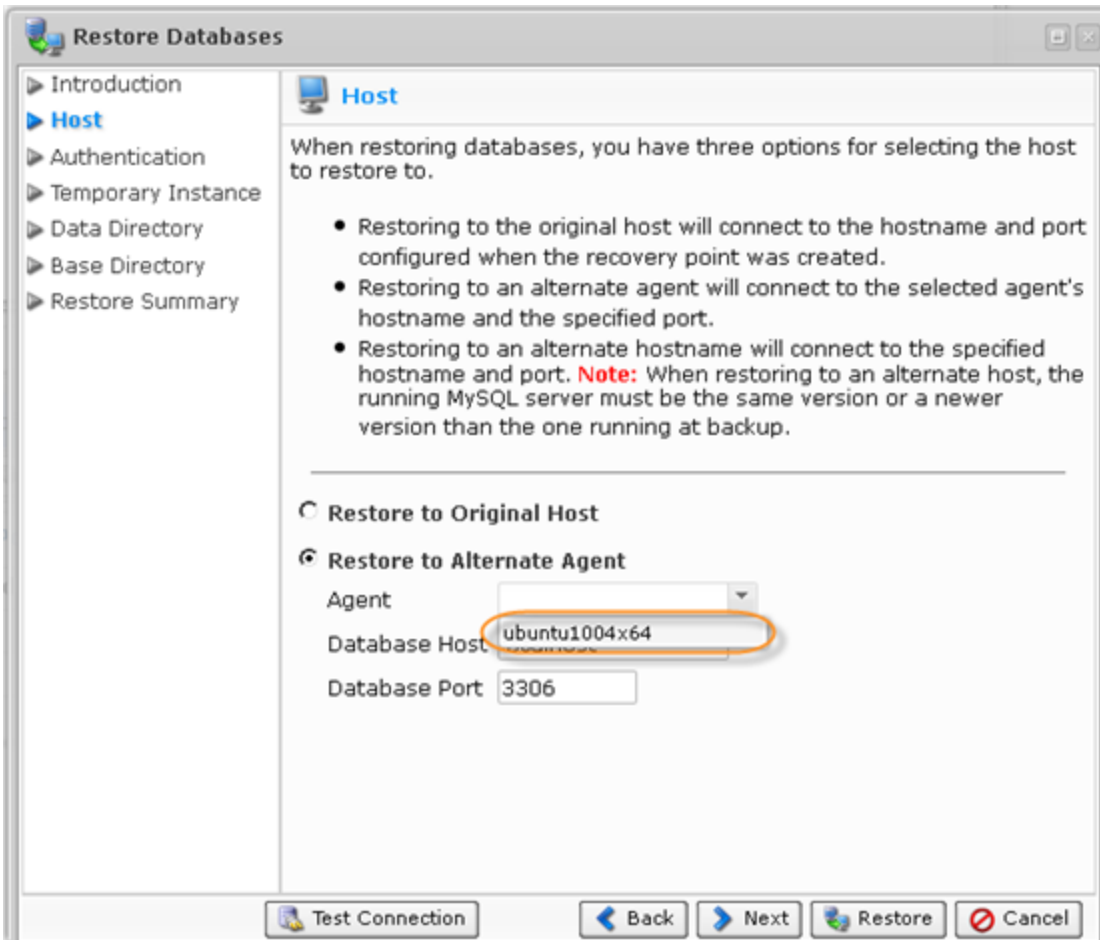 Restore Databases
Introduction
Host
Authentication
Temporary Instance
Data Directory
Base Directory
Restore Summary
Host
When restoring databases, you have three options for selecting the host
to restore to.
Restoring to the original host will connect to the hostname and port
configured when the recovery point was created.
Restoring to an alternate agent will connect to the selected agent's
hostname and the specified port.
Restoring to an alternate hostname will connect to the specified
hostname and port. Note: When restoring to an alternate host, the
running MySQL server must be the same version or a newer
version than the one running at backup.
Restore to Original Host
Restore to Alternate Agent
Agent
ubuntu1004x64
Database Host
Database Port 3306
Test Connection Back Next Restore Cancel